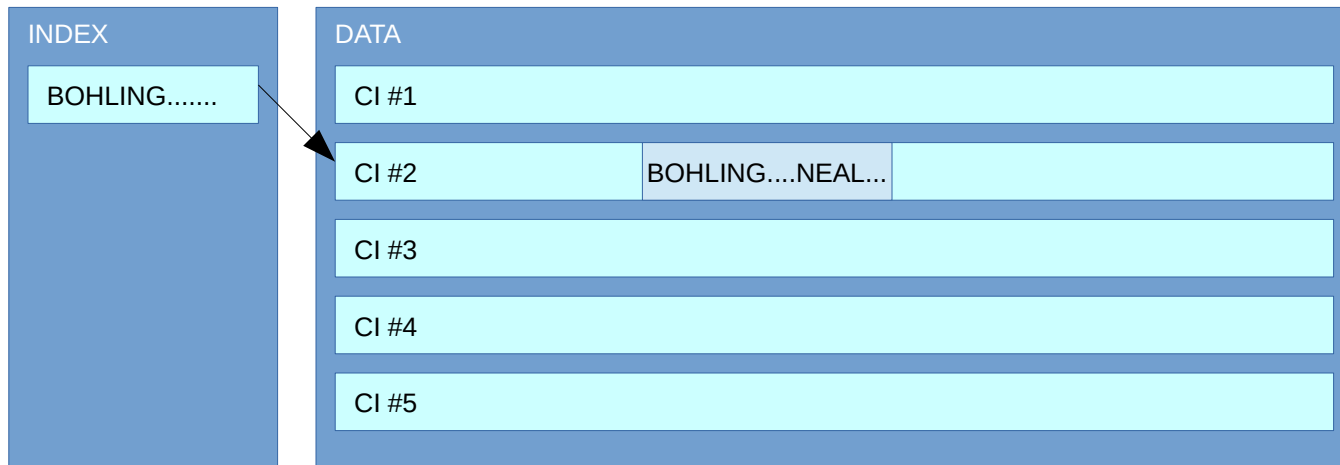 INDEX
BOHLING.......
DATA
CI #1
CI #2
BOHLING....NEAL...
CI #3
CI #4
CI #5